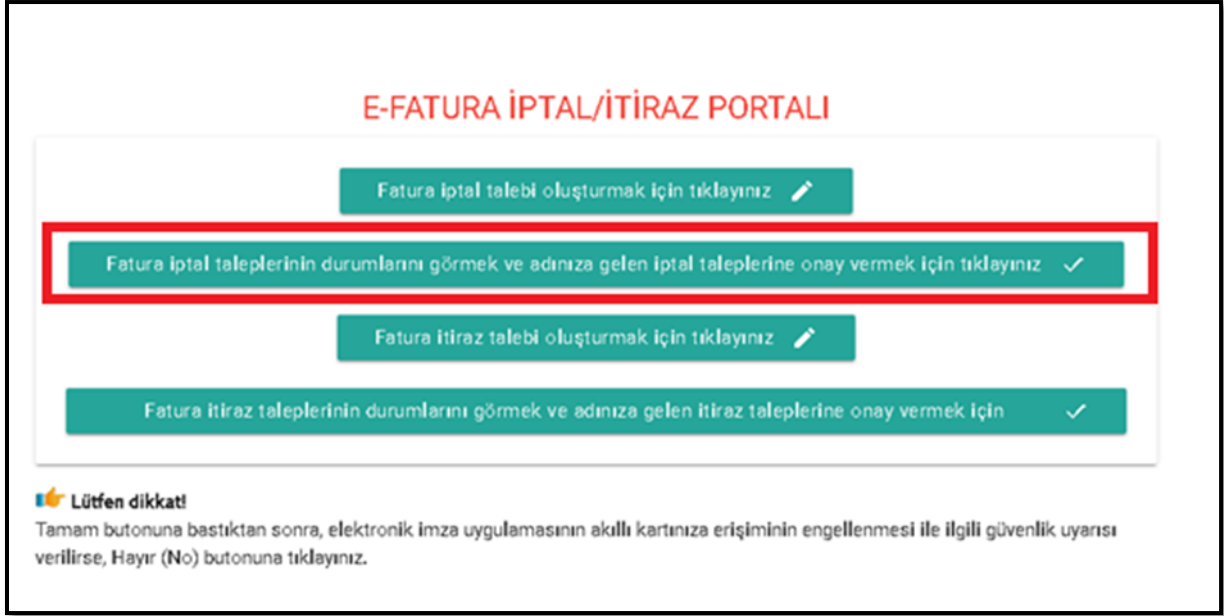 E-FATURA İPTAL/İTİRAZ PORTALI
Fatura iptal talebi oluşturmak için tıklayınız
Fatura iptal taleplerinin durumlarını görmek ve adınıza gelen iptal taleplerine onay vermek için tıklayınız
Fatura itiraz talebi oluşturmak için tıklayınız
Fatura itiraz taleplerinin durumlarını görmek ve adınıza gelen itiraz taleplerine onay vermek için
Lütfen dikkat!
Tamam butonuna bastıktan sonra, elektronik imza uygulamasının akıllı kartınıza erişiminin engellenmesi ile ilgili güvenlik uyarısı
verilirse, Hayır (No) butonuna tıklayınız.